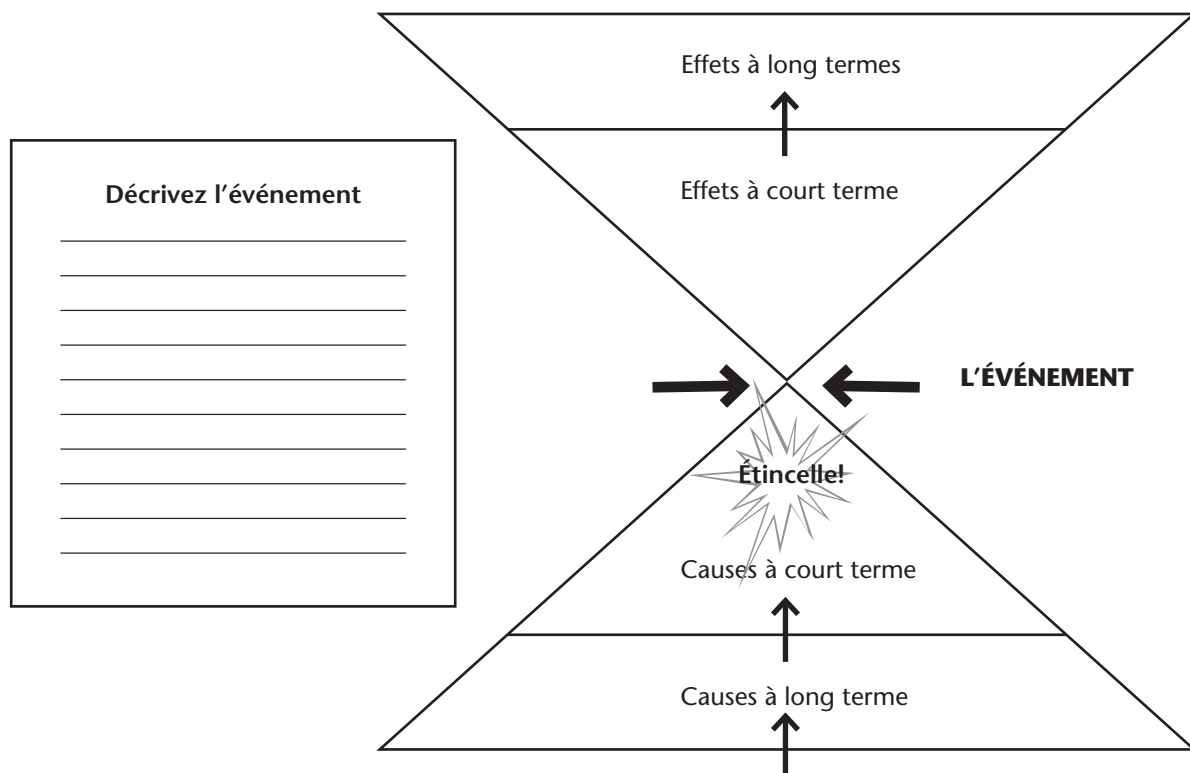 Effets à long termes
Effets à court terme
Décrivez l'événement
L'ÉVÉNEMENT
Étincelle!
Causes à court terme
Causes à long terme